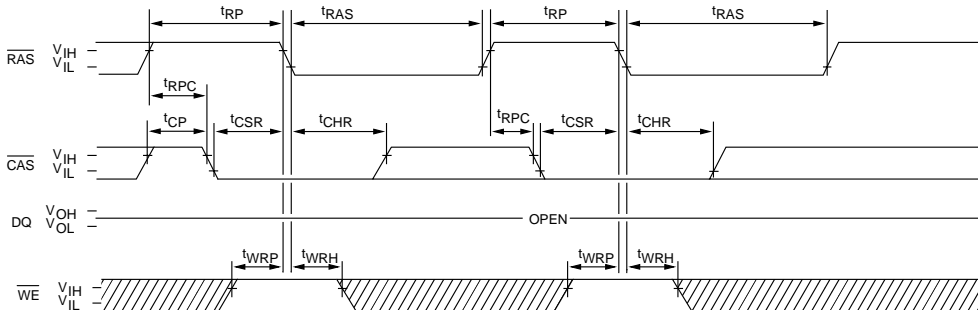 tRP tRAS tRP tRAS
RAS VIH
VIL
tRPC
tCP tCSR tCHR tRPC tCSR tCHR
CAS VIH
VIL
DQ VOH
VOL
OPEN
tWRP tWRH tWRP tWRH
WE VIH
VIL